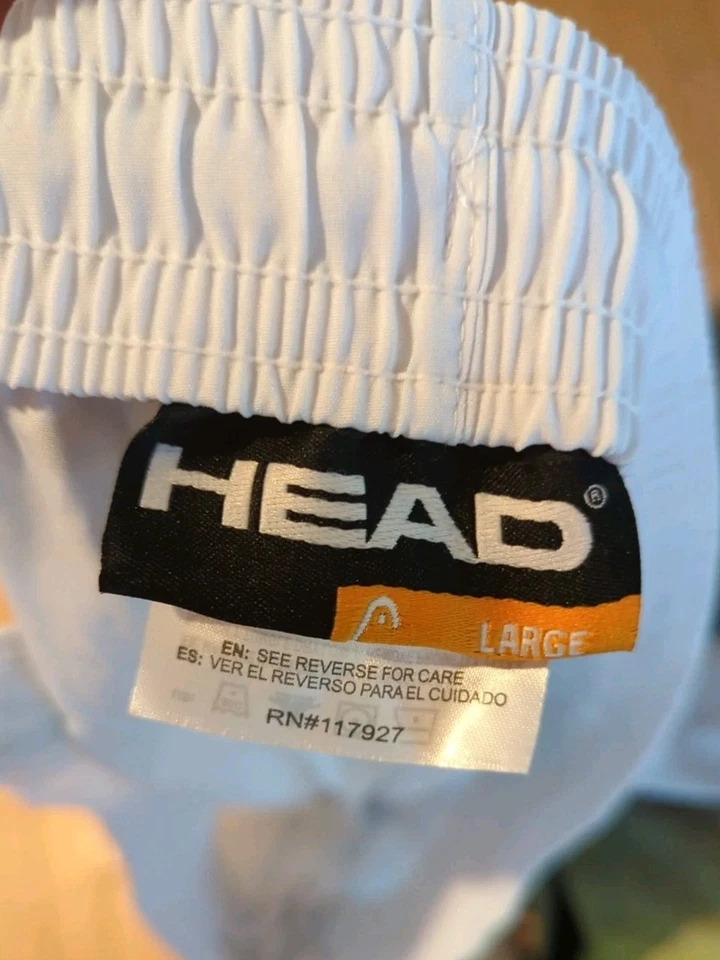 HEAD®
LARGE
EN: SEE REVERSE FOR CARE
ES: VER EL REVERSO PARA EL CUIDADO
RN#117927